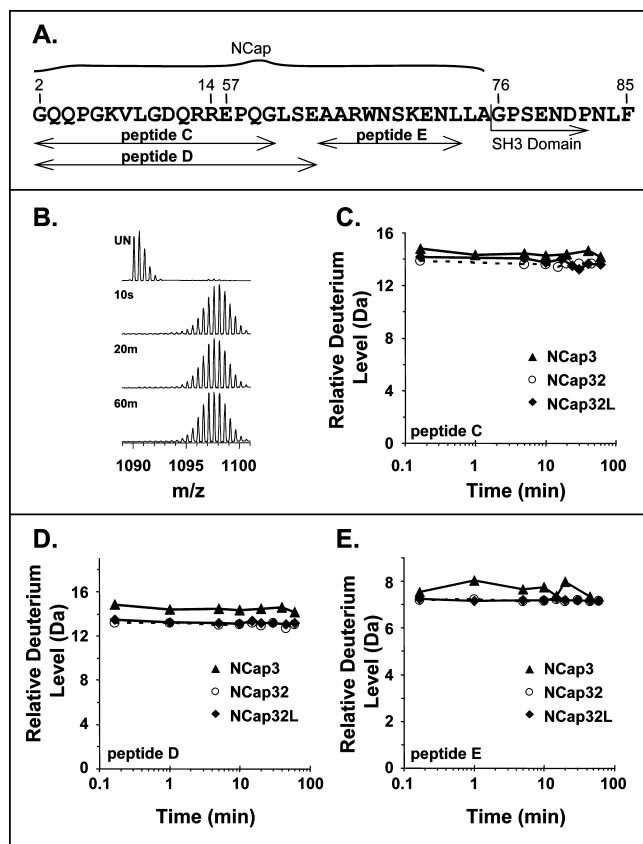 A.
NCap
2 14 57 76 85
GQQPGKVLGDQRREPQGLSEAARWNSKENLLAGPSENDPNLF
peptide C peptide E SH3 Domain
peptide D
B.
UN
10s
20m
60m
1090 1095 1100
m/z
C.
Relative Deuterium
Level (Da)
16
12
8
4
0
NCap3
NCap32
NCap32L
peptide C
0.1 1 10 100
Time (min)
D.
Relative Deuterium
Level (Da)
16
12
8
4
0
NCap3
NCap32
NCap32L
peptide D
0.1 1 10 100
Time (min)
E.
Relative Deuterium
Level (Da)
8
6
4
2
0
NCap3
NCap32
NCap32L
peptide E
0.1 1 10 100
Time (min)